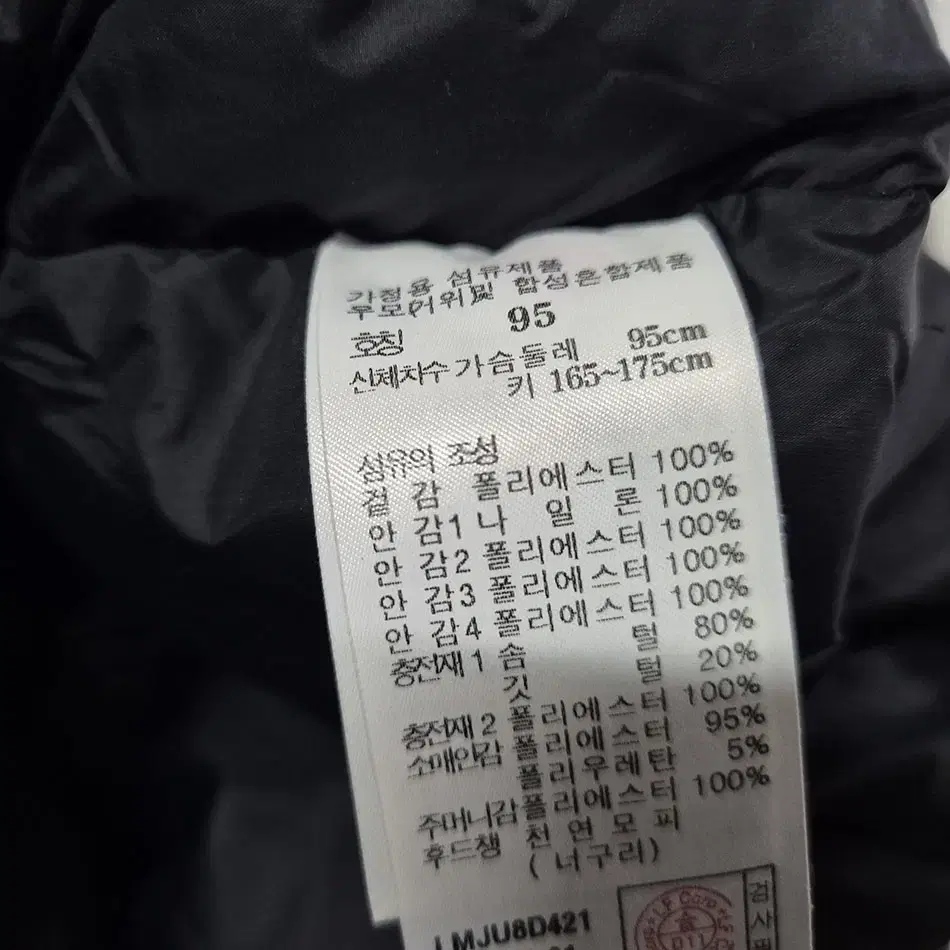 가정용 섬유제품
우모(거위)및 합성혼합제품
호칭 95
신체치수 가슴둘레 95cm
키 165~175cm
섬유의 조성
겉 감 폴리에스터 100%
안 감1 나 일 론 100%
안 감2 폴리에스터 100%
안 감3 폴리에스터 100%
안 감4 폴리에스터 100%
충전재 1 솜 털 80%
깃 털 20%
충전재 2 폴리에스터 100%
소매안감 폴리에스터 95%
폴리우레탄 5%
주머니감 폴리에스터 100%
후드챙 천 연 모 피
( 너구리)
LMJU8D421
LF Corp
검
사